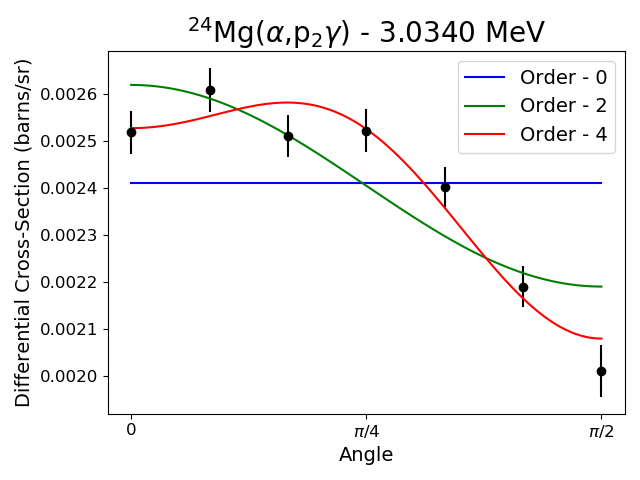 ²⁴Mg(α,p₂γ) - 3.0340 MeV
Order - 0
Order - 2
Order - 4
Differential Cross-Section (barns/sr)
0.0026
0.0025
0.0024
0.0023
0.0022
0.0021
0.0020
0 π/4 π/2
Angle